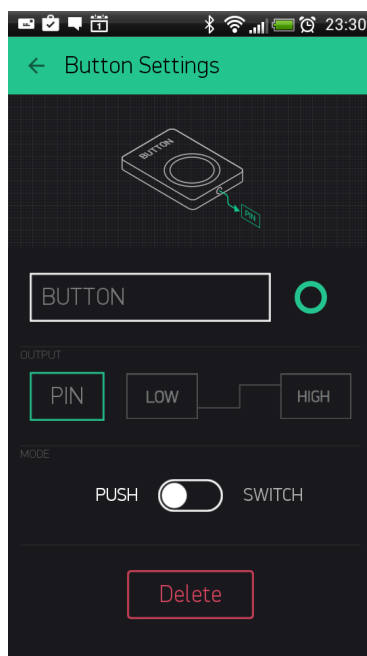 23:30
← Button Settings
BUTTON
PIN
BUTTON
OUTPUT
PIN LOW HIGH
MODE
PUSH SWITCH
Delete